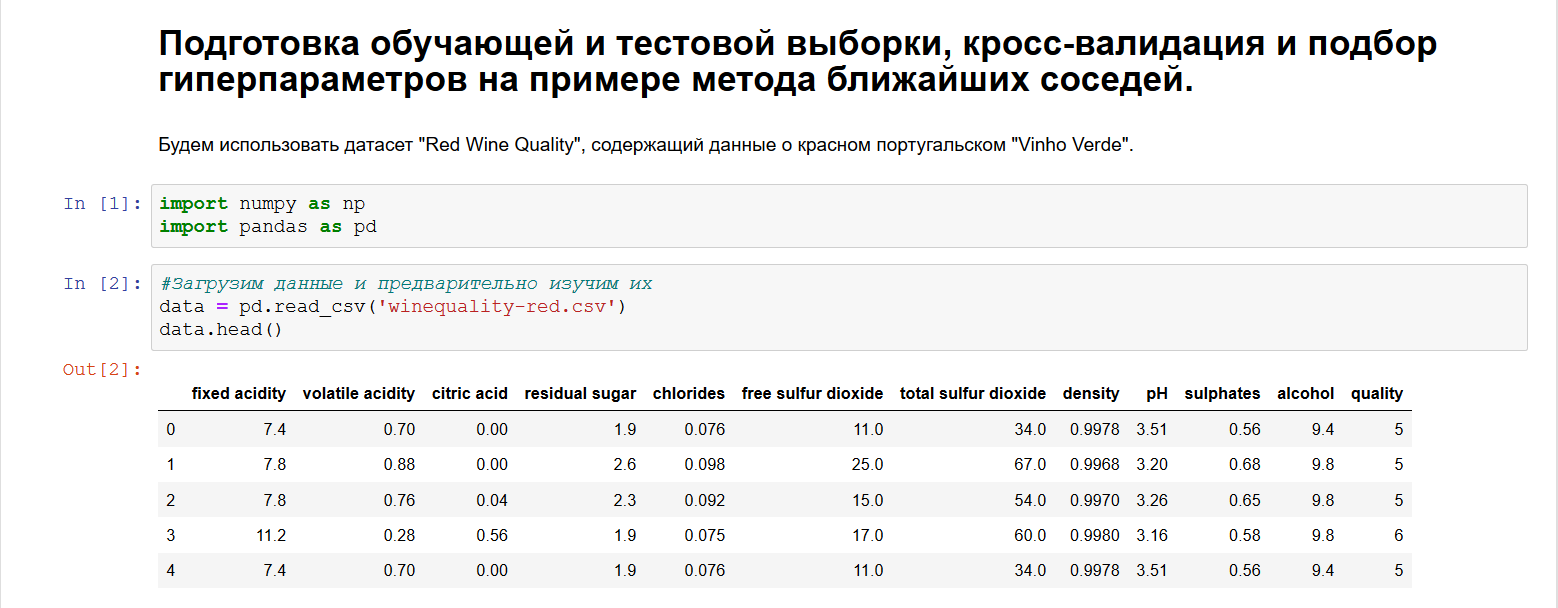 Подготовка обучающей и тестовой выборки, кросс-валидация и подбор
гиперпараметров на примере метода ближайших соседей.
Будем использовать датасет "Red Wine Quality", содержащий данные о красном португальском "Vinho Verde".
In [1]: import numpy as np
import pandas as pd
In [2]: #Загрузим данные и предварительно изучим их
data = pd.read_csv('winequality-red.csv')
data.head()
Out[2]:
fixed acidity volatile acidity citric acid residual sugar chlorides free sulfur dioxide total sulfur dioxide density pH sulphates alcohol quality
0 7.4 0.70 0.00 1.9 0.076 11.0 34.0 0.9978 3.51 0.56 9.4 5
1 7.8 0.88 0.00 2.6 0.098 25.0 67.0 0.9968 3.20 0.68 9.8 5
2 7.8 0.76 0.04 2.3 0.092 15.0 54.0 0.9970 3.26 0.65 9.8 5
3 11.2 0.28 0.56 1.9 0.075 17.0 60.0 0.9980 3.16 0.58 9.8 6
4 7.4 0.70 0.00 1.9 0.076 11.0 34.0 0.9978 3.51 0.56 9.4 5